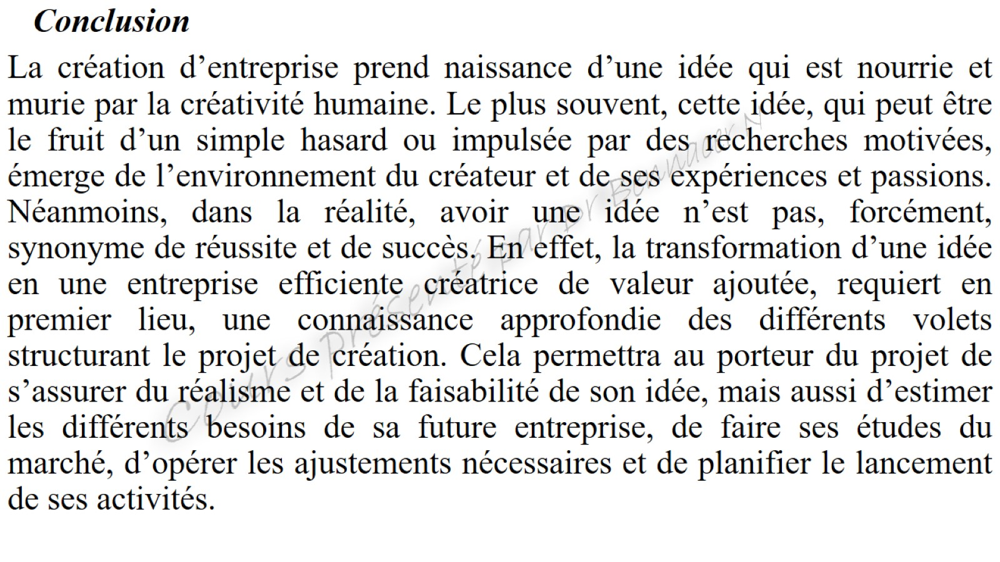 Conclusion
La création d’entreprise prend naissance d’une idée qui est nourrie et
murie par la créativité humaine. Le plus souvent, cette idée, qui peut être
le fruit d’un simple hasard ou impulsée par des recherches motivées,
émerge de l’environnement du créateur et de ses expériences et passions.
Néanmoins, dans la réalité, avoir une idée n’est pas, forcément,
synonyme de réussite et de succès. En effet, la transformation d’une idée
en une entreprise efficiente créatrice de valeur ajoutée, requiert en
premier lieu, une connaissance approfondie des différents volets
structurant le projet de création. Cela permettra au porteur du projet de
s’assurer du réalisme et de la faisabilité de son idée, mais aussi d’estimer
les différents besoins de sa future entreprise, de faire ses études du
marché, d’opérer les ajustements nécessaires et de planifier le lancement
de ses activités.
Cours présenté par Dr Bennacer N